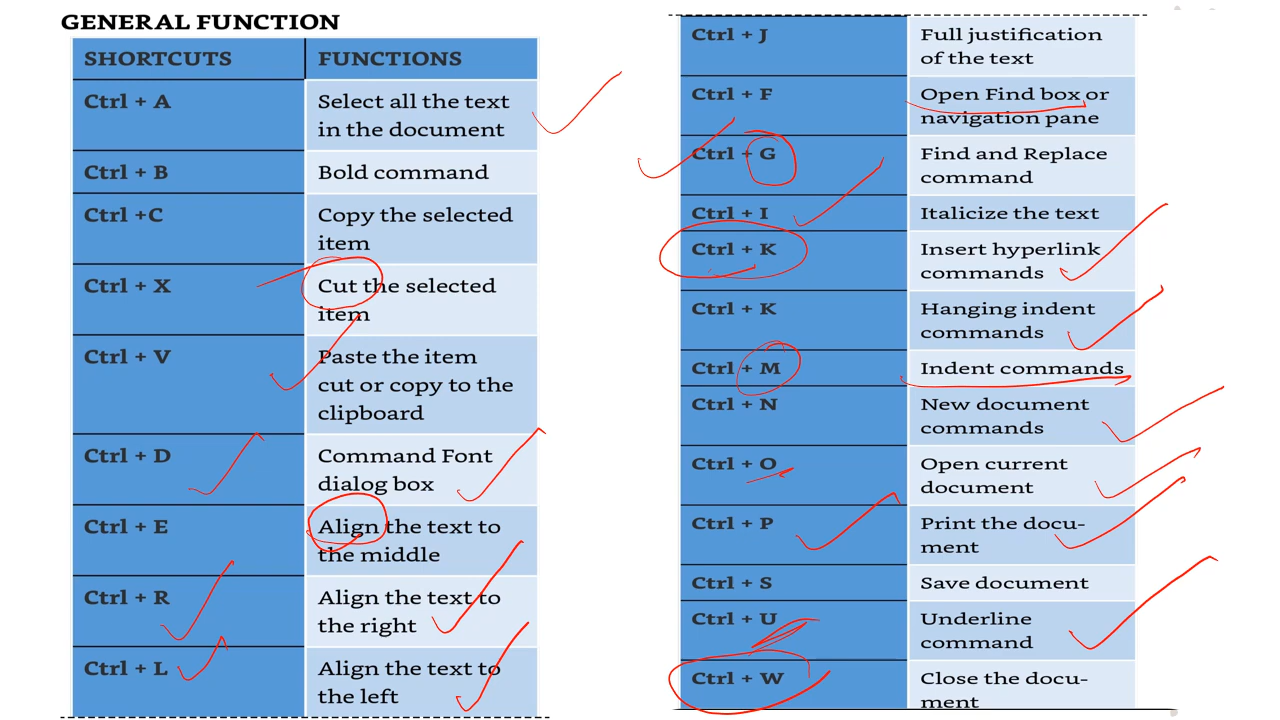 GENERAL FUNCTION
SHORTCUTS FUNCTIONS
Ctrl + A Select all the text
in the document
Ctrl + B Bold command
Ctrl +C Copy the selected
item
Ctrl + X Cut the selected
item
Ctrl + V Paste the item
cut or copy to the
clipboard
Ctrl + D Command Font
dialog box
Ctrl + E Align the text to
the middle
Ctrl + R Align the text to
the right
Ctrl + L Align the text to
the left
Ctrl + J Full justification
of the text
Ctrl + F Open Find box or
navigation pane
Ctrl + G Find and Replace
command
Ctrl + I Italicize the text
Ctrl + K Insert hyperlink
commands
Ctrl + K Hanging indent
commands
Ctrl + M Indent commands
Ctrl + N New document
commands
Ctrl + O Open current
document
Ctrl + P Print the docu-
ment
Ctrl + S Save document
Ctrl + U Underline
command
Ctrl + W Close the docu-
ment